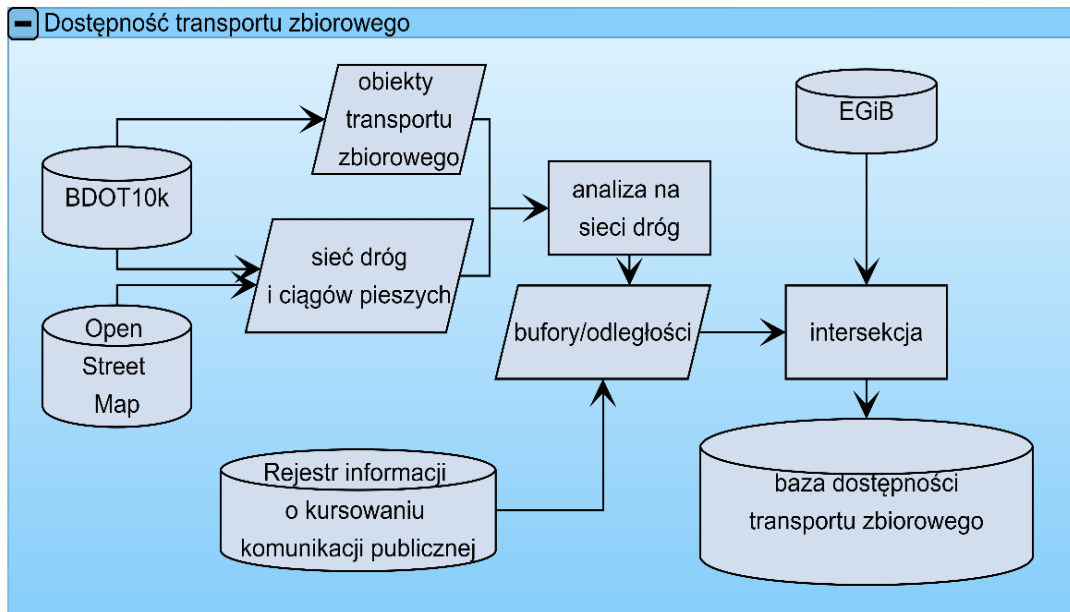 Dostępność transportu zbiorowego
obiekty
transportu
zbiorowego
EGiB
BDOT10k
analiza na
sieci dróg
sieć dróg
i ciągów pieszych
Open
Street
Map
bufory/odległości
intersekcja
Rejestr informacji
o kursowaniu
komunikacji publicznej
baza dostępności
transportu zbiorowego